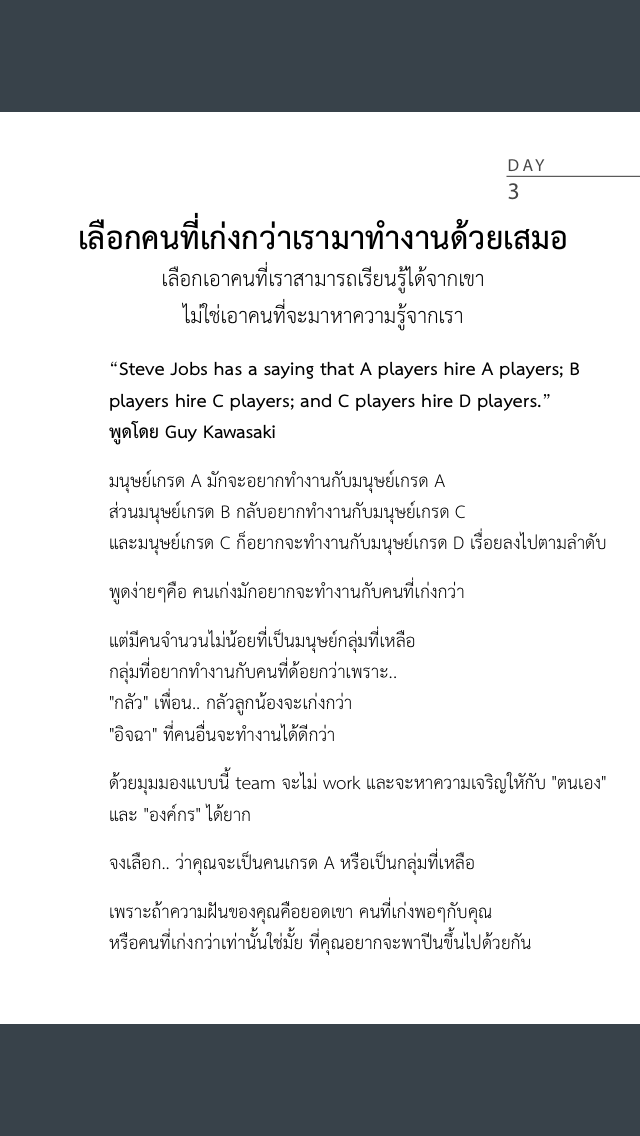 DAY
3
เลือกคนที่เก่งกว่าเรามาทำงานด้วยเสมอ
เลือกเอาคนที่เราสามารถเรียนรู้ได้จากเขา
ไม่ใช่เอาคนที่จะมาหาความรู้จากเรา
“Steve Jobs has a saying that A players hire A players; B
players hire C players; and C players hire D players.”
พูดโดย Guy Kawasaki
มนุษย์เกรด A มักจะอยากทำงานกับมนุษย์เกรด A
ส่วนมนุษย์เกรด B กลับอยากทำงานกับมนุษย์เกรด C
และมนุษย์เกรด C ก็อยากจะทำงานกับมนุษย์เกรด D เรื่อยลงไปตามลำดับ
พูดง่ายๆคือ คนเก่งมักอยากจะทำงานกับคนที่เก่งกว่า
แต่มีคนจำนวนไม่น้อยที่เป็นมนุษย์กลุ่มที่เหลือ
กลุ่มที่อยากทำงานกับคนที่ด้อยกว่าเพราะ..
"กลัว" เพื่อน.. กลัวลูกน้องจะเก่งกว่า
"อิจฉา" ที่คนอื่นจะทำงานได้ดีกว่า
ด้วยมุมมองแบบนี้ team จะไม่ work และจะหาความเจริญให้กับ "ตนเอง"
และ "องค์กร" ได้ยาก
จงเลือก.. ว่าคุณจะเป็นคนเกรด A หรือเป็นกลุ่มที่เหลือ
เพราะถ้าความฝันของคุณคือยอดเขา คนที่เก่งพอๆกับคุณ
หรือคนที่เก่งกว่าเท่านั้นใช่มั้ย ที่คุณอยากจะพาปีนขึ้นไปด้วยกัน